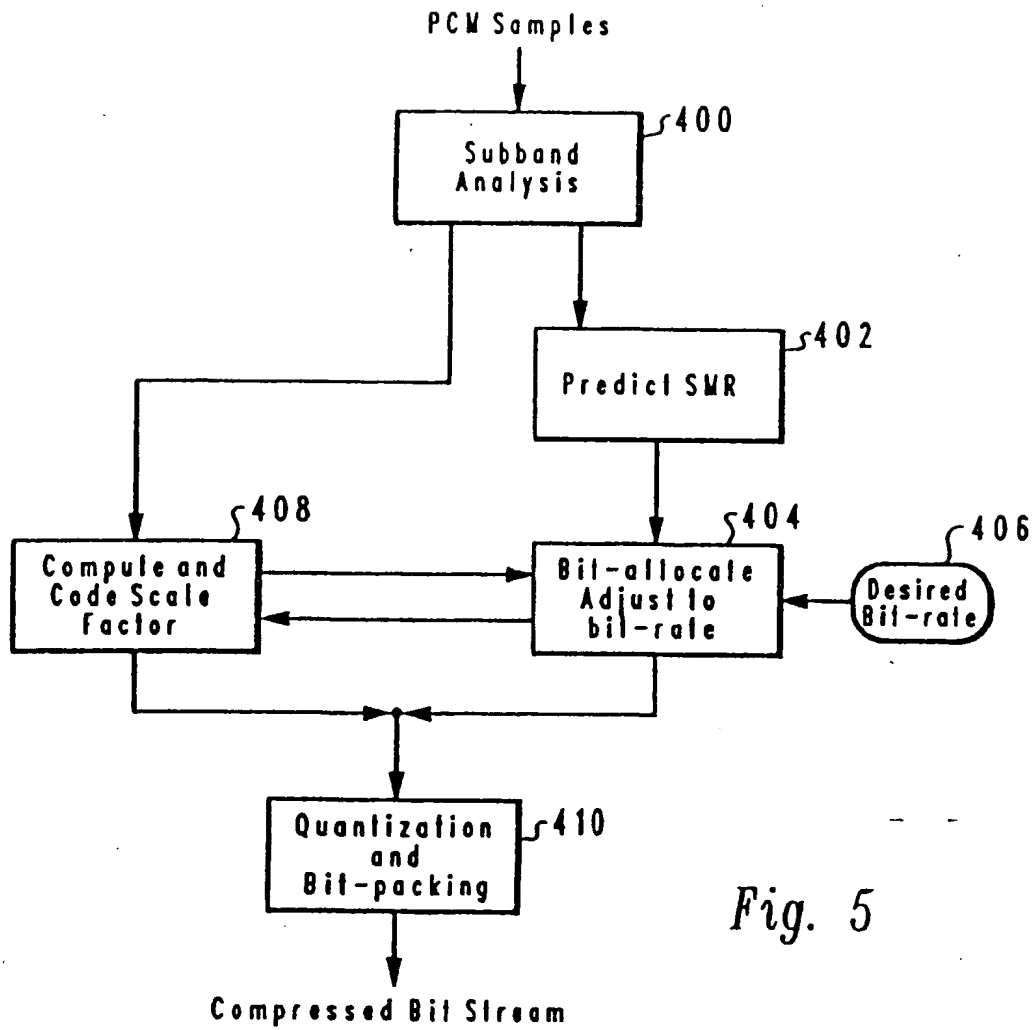 PCM Samples
400
Subband
Analysis
402
Predict SMR
408
404
406
Compute and
Code Scale
Factor
Bit-allocate
Adjust to
bit-rate
Desired
Bit-rate
Quantization
and
Bit-packing
410
Fig. 5
Compressed Bit Stream